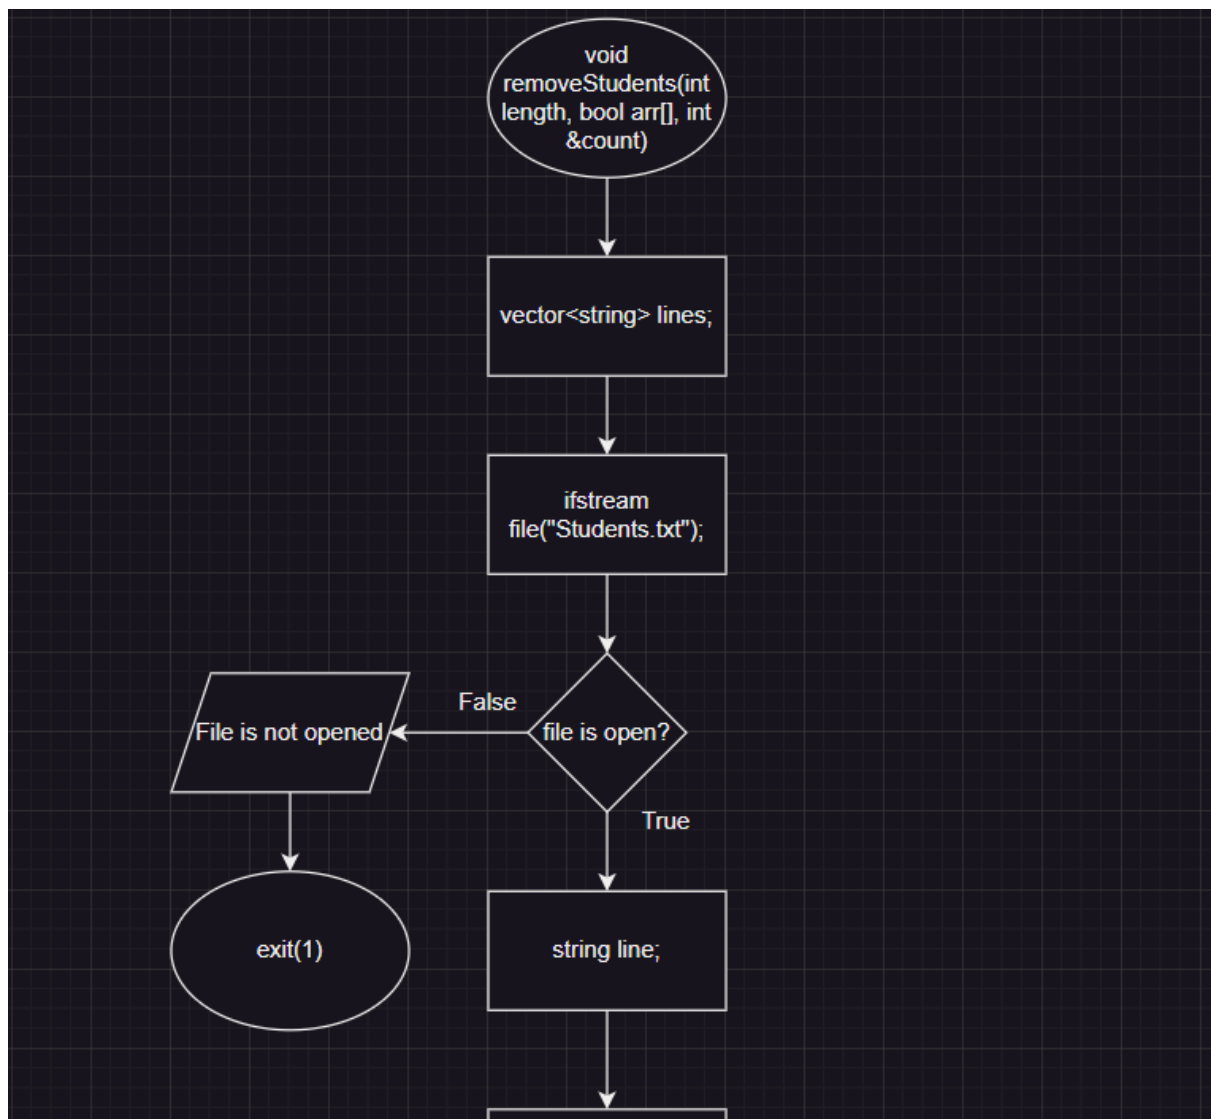 void
removeStudents(int
length, bool arr[], int
&count)
vector<string> lines;
ifstream
file("Students.txt");
False
File is not opened
file is open?
True
exit(1)
string line;